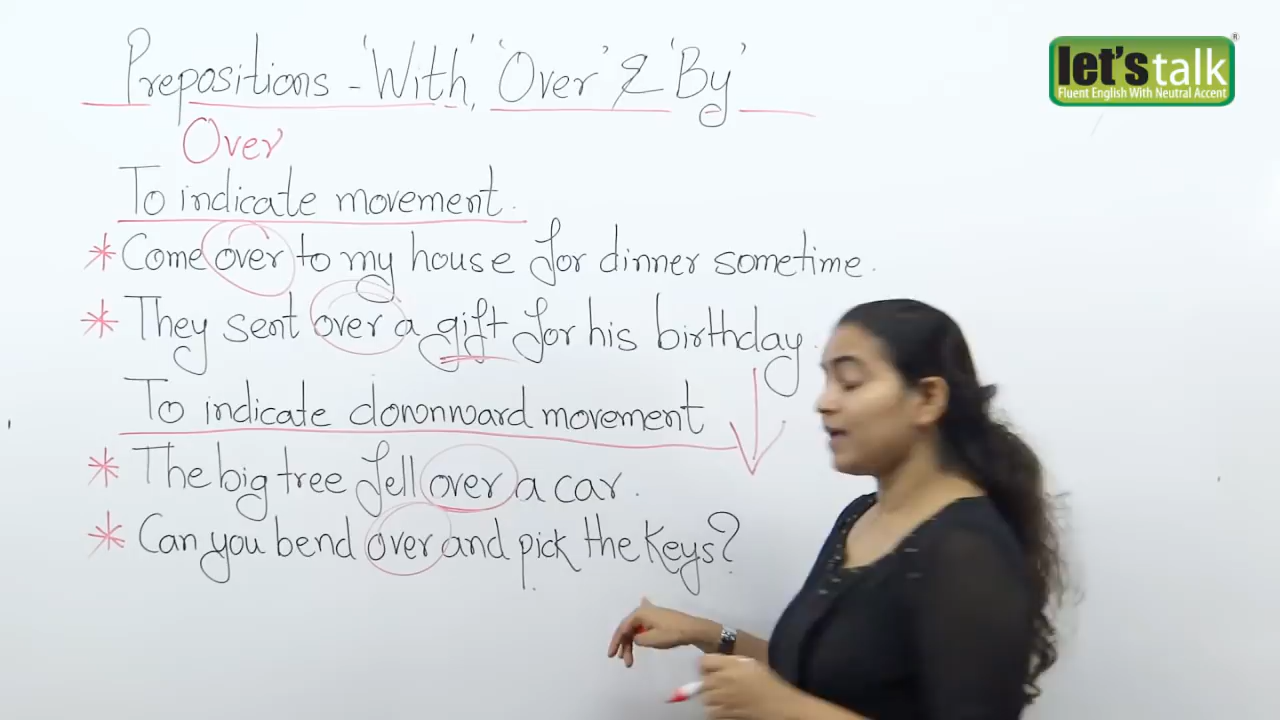 Prepositions - 'With', 'Over' & 'By'
Over
To indicate movement.
* Come over to my house for dinner sometime.
* They sent over a gift for his birthday.
To indicate downward movement
* The big tree fell over a car.
* Can you bend over and pick the keys?
let's talk®
Fluent English With Neutral Accent